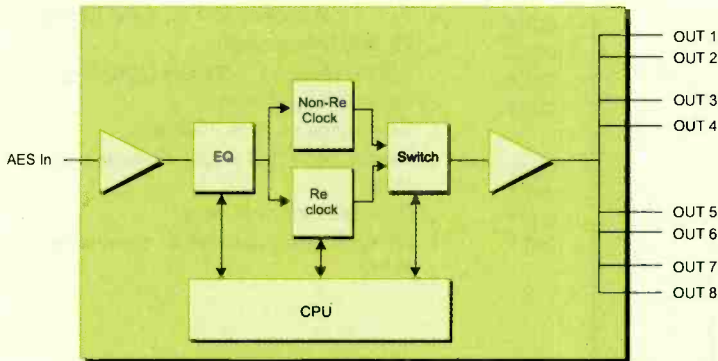 AES In
EQ
Non-Re
Clock
Re
clock
Switch
CPU
OUT 1
OUT 2
OUT 3
OUT 4
OUT 5
OUT 6
OUT 7
OUT 8